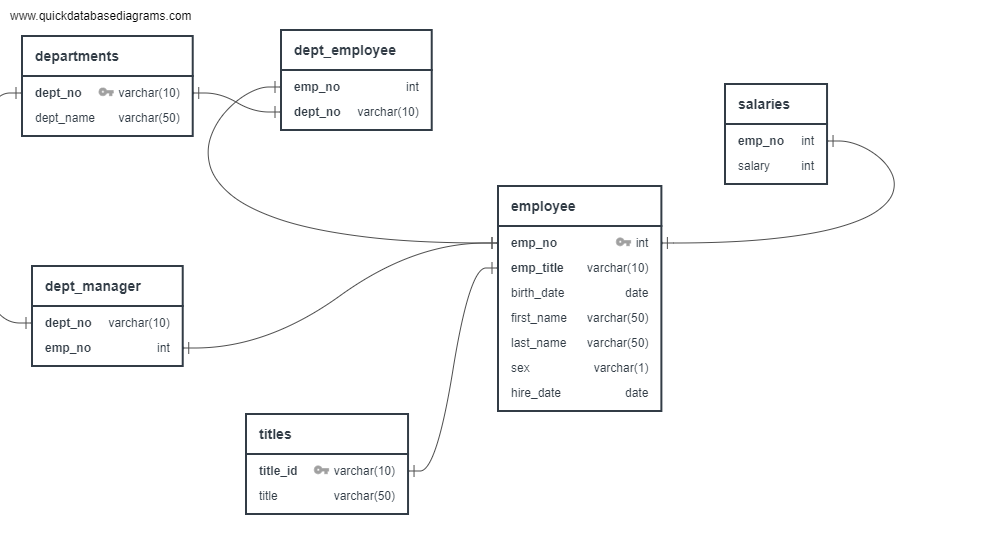 www.quickdatabasediagrams.com
departments
dept_no varchar(10)
dept_name varchar(50)
dept_employee
emp_no int
dept_no varchar(10)
salaries
emp_no int
salary int
employee
emp_no int
emp_title varchar(10)
birth_date date
first_name varchar(50)
last_name varchar(50)
sex varchar(1)
hire_date date
dept_manager
dept_no varchar(10)
emp_no int
titles
title_id varchar(10)
title varchar(50)